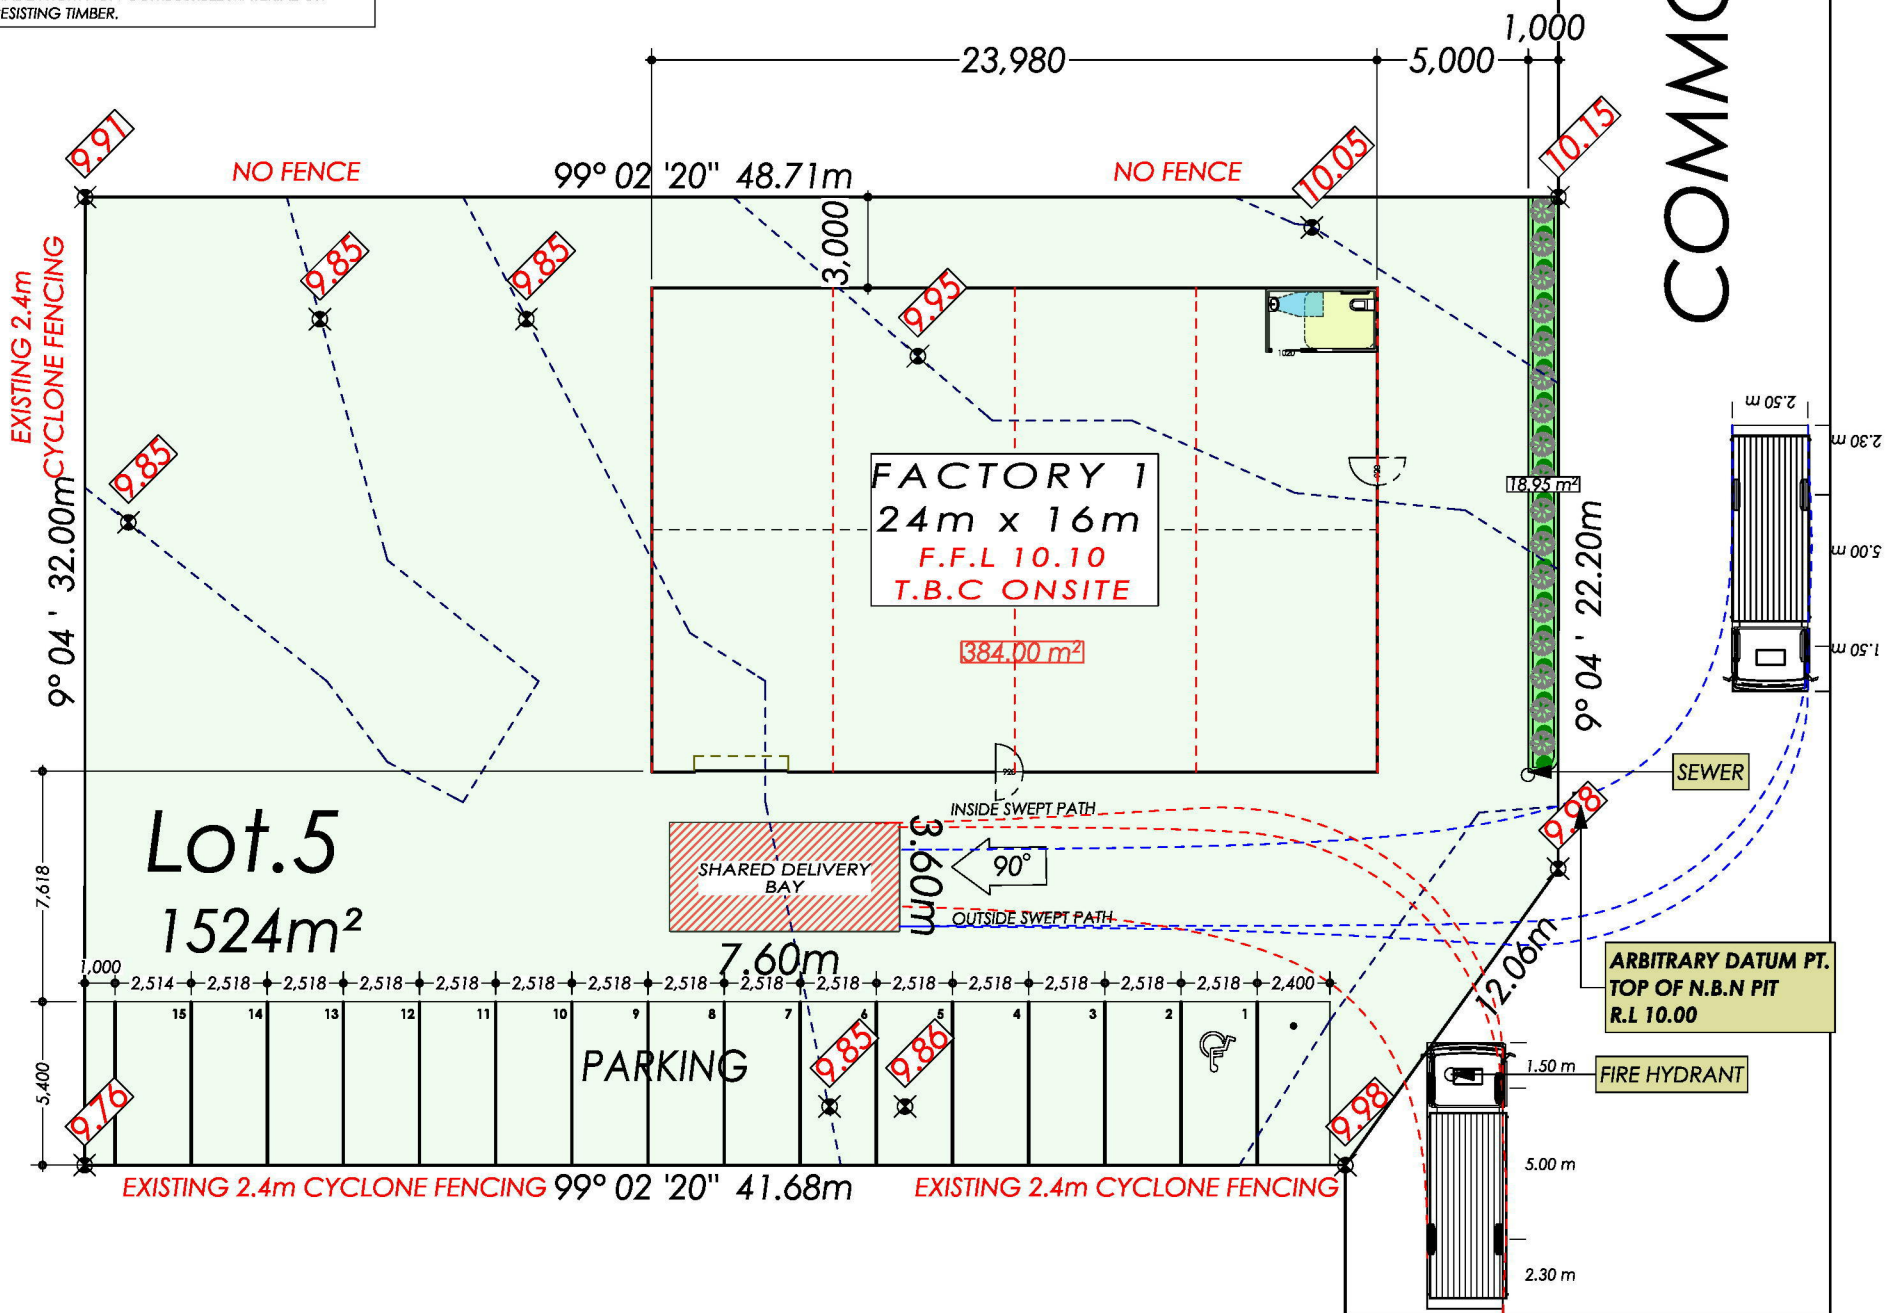 RESISTING TIMBER.
COMMO
1,000
23,980
5,000
9.91
NO FENCE
99° 02 '20" 48.71m
NO FENCE
10.05
10.15
3,000
EXISTING 2.4m
CYCLONE FENCING
9.85
9.85
9.95
1020
9.85
9° 04 ' 32.00m
FACTORY 1
24m x 16m
F.F.L 10.10
T.B.C ONSITE
384.00 m²
920
18.95 m²
9° 04 ' 22.20m
2.50 m
2.30 m
5.00 m
1.50 m
SEWER
920
9.98
Lot.5
1524m²
7,618
INSIDE SWEPT PATH
SHARED DELIVERY
BAY
3.60m
90°
OUTSIDE SWEPT PATH
7.60m
12.06m
ARBITRARY DATUM PT.
TOP OF N.B.N PIT
R.L 10.00
1,000
2,514 2,518 2,518 2,518 2,518 2,518 2,518 2,518 2,518 2,518 2,518 2,518 2,518 2,518 2,518 2,400
15 14 13 12 11 10 9 8 7 6 5 4 3 2 1
5,400
PARKING
9.85
9.86
9.76
9.98
FIRE HYDRANT
1.50 m
5.00 m
2.30 m
EXISTING 2.4m CYCLONE FENCING
99° 02 '20" 41.68m
EXISTING 2.4m CYCLONE FENCING